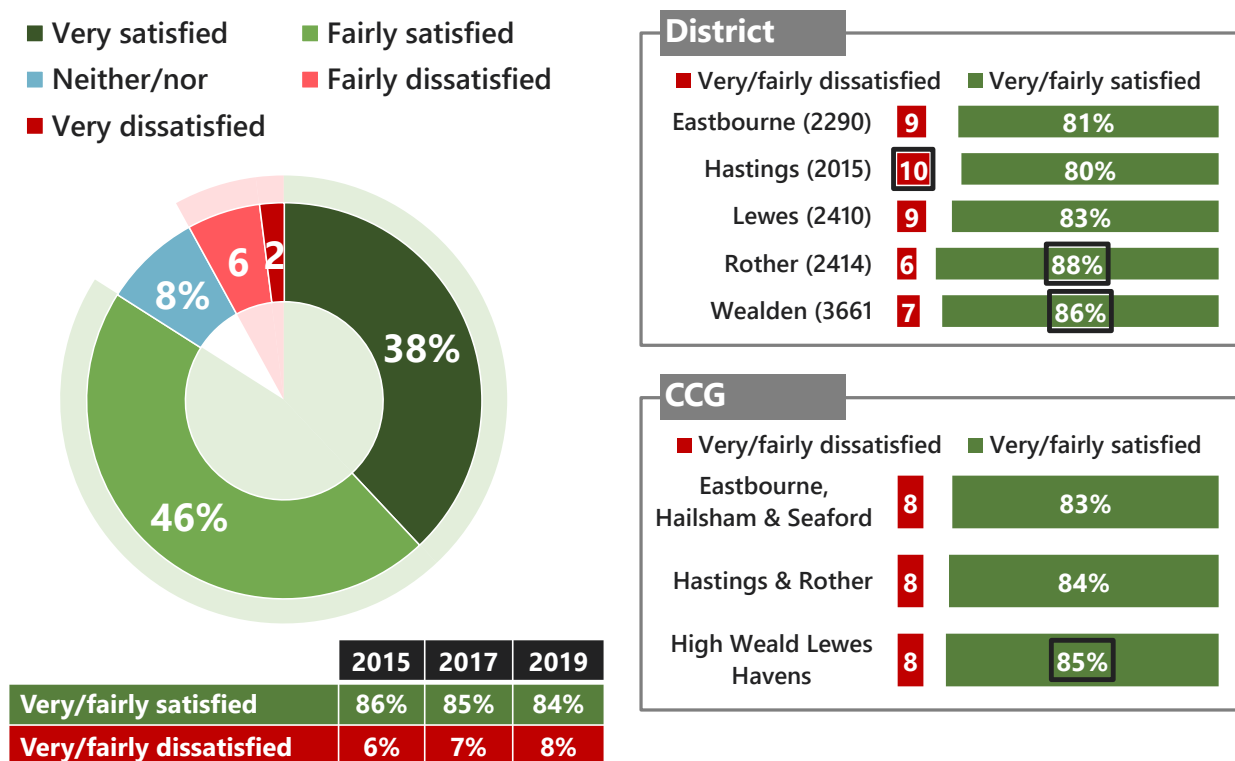 Very satisfied
Fairly satisfied
Neither/nor
Fairly dissatisfied
Very dissatisfied
38%
46%
8%
6
2
2015 2017 2019
Very/fairly satisfied 86% 85% 84%
Very/fairly dissatisfied 6% 7% 8%
District
Very/fairly dissatisfied Very/fairly satisfied
Eastbourne (2290) 9 81%
Hastings (2015) 10 80%
Lewes (2410) 9 83%
Rother (2414) 6 88%
Wealden (3661 7 86%
CCG
Very/fairly dissatisfied Very/fairly satisfied
Eastbourne,
Hailsham & Seaford 8 83%
Hastings & Rother 8 84%
High Weald Lewes
Havens 8 85%